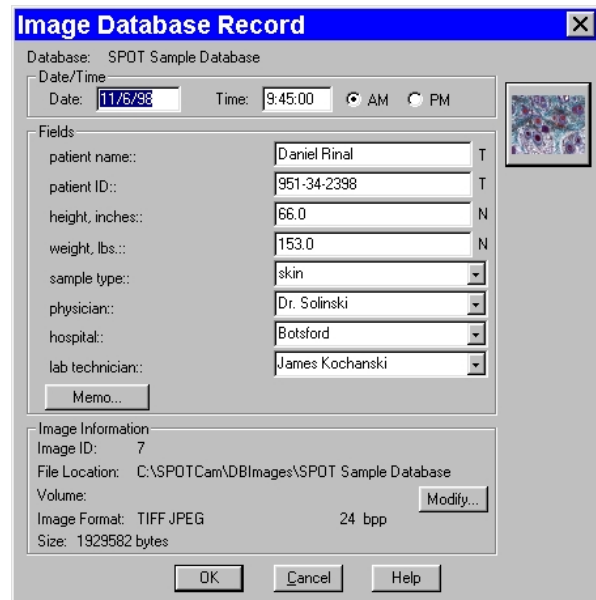 Image Database Record
Database: SPOT Sample Database
Date/Time
Date: 11/6/98 Time: 9:45:00 AM PM
Fields
patient name:: Daniel Rinal T
patient ID:: 951-34-2398 T
height, inches:: 66.0 N
weight, lbs.:: 153.0 N
sample type:: skin
physician:: Dr. Solinski
hospital:: Botsford
lab technician:: James Kochanski
Memo...
Image Information
Image ID: 7
File Location: C:\SPOTCam\DBImages\SPOT Sample Database
Volume:
Modify...
Image Format: TIFF JPEG 24 bpp
Size: 1929582 bytes
OK Cancel Help